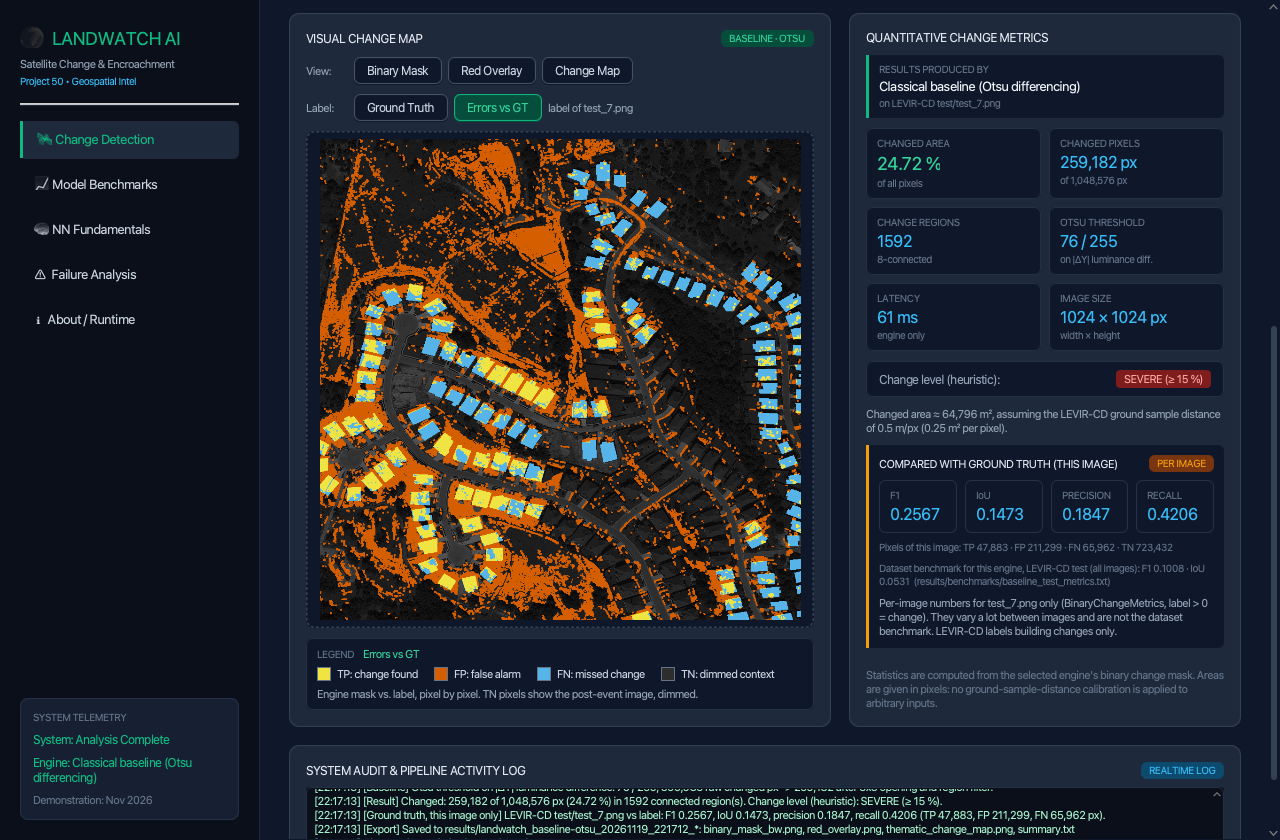 LANDWATCH AI
Satellite Change & Encroachment
Project 50 • Geospatial Intel
Change Detection
Model Benchmarks
NN Fundamentals
Failure Analysis
About / Runtime
SYSTEM TELEMETRY
System: Analysis Complete
Engine: Classical baseline (Otsu
differencing)
Demonstration: Nov 2026
VISUAL CHANGE MAP
BASELINE · OTSU
View:
Binary Mask
Red Overlay
Change Map
Label:
Ground Truth
Errors vs GT
label of test_7.png
LEGEND
Errors vs GT
TP: change found
FP: false alarm
FN: missed change
TN: dimmed context
Engine mask vs. label, pixel by pixel. TN pixels show the post-event image, dimmed.
QUANTITATIVE CHANGE METRICS
RESULTS PRODUCED BY
Classical baseline (Otsu differencing)
on LEVIR-CD test/test_7.png
CHANGED AREA
24.72 %
of all pixels
CHANGED PIXELS
259,182 px
of 1,048,576 px
CHANGE REGIONS
1592
8-connected
OTSU THRESHOLD
76 / 255
on |ΔY| luminance diff.
LATENCY
61 ms
engine only
IMAGE SIZE
1024 × 1024 px
width × height
Change level (heuristic):
SEVERE (≥ 15 %)
Changed area ≈ 64,796 m², assuming the LEVIR-CD ground sample distance
of 0.5 m/px (0.25 m² per pixel).
COMPARED WITH GROUND TRUTH (THIS IMAGE)
PER IMAGE
F1
0.2567
IoU
0.1473
PRECISION
0.1847
RECALL
0.4206
Pixels of this image: TP 47,883 · FP 211,299 · FN 65,962 · TN 723,432
Dataset benchmark for this engine, LEVIR-CD test (all images): F1 0.1008 · IoU
0.0531 (results/benchmarks/baseline_test_metrics.txt)
Per-image numbers for test_7.png only (BinaryChangeMetrics, label > 0
= change). They vary a lot between images and are not the dataset
benchmark. LEVIR-CD labels building changes only.
Statistics are computed from the selected engine's binary change mask. Areas
are given in pixels: no ground-sample-distance calibration is applied to
arbitrary inputs.
SYSTEM AUDIT & PIPELINE ACTIVITY LOG
REALTIME LOG
[22:17:13] [Result] Changed: 259,182 of 1,048,576 px (24.72 %) in 1592 connected region(s). Change level (heuristic): SEVERE (≥ 15 %).
[22:17:13] [Ground truth, this image only] LEVIR-CD test/test_7.png vs label: F1 0.2567, IoU 0.1473, precision 0.1847, recall 0.4206 (TP 47,883, FP 211,299, FN 65,962 px).
[22:17:13] [Export] Saved to results/landwatch_baseline-otsu_20261119_221712_*: binary_mask_bw.png, red_overlay.png, thematic_change_map.png, summary.txt